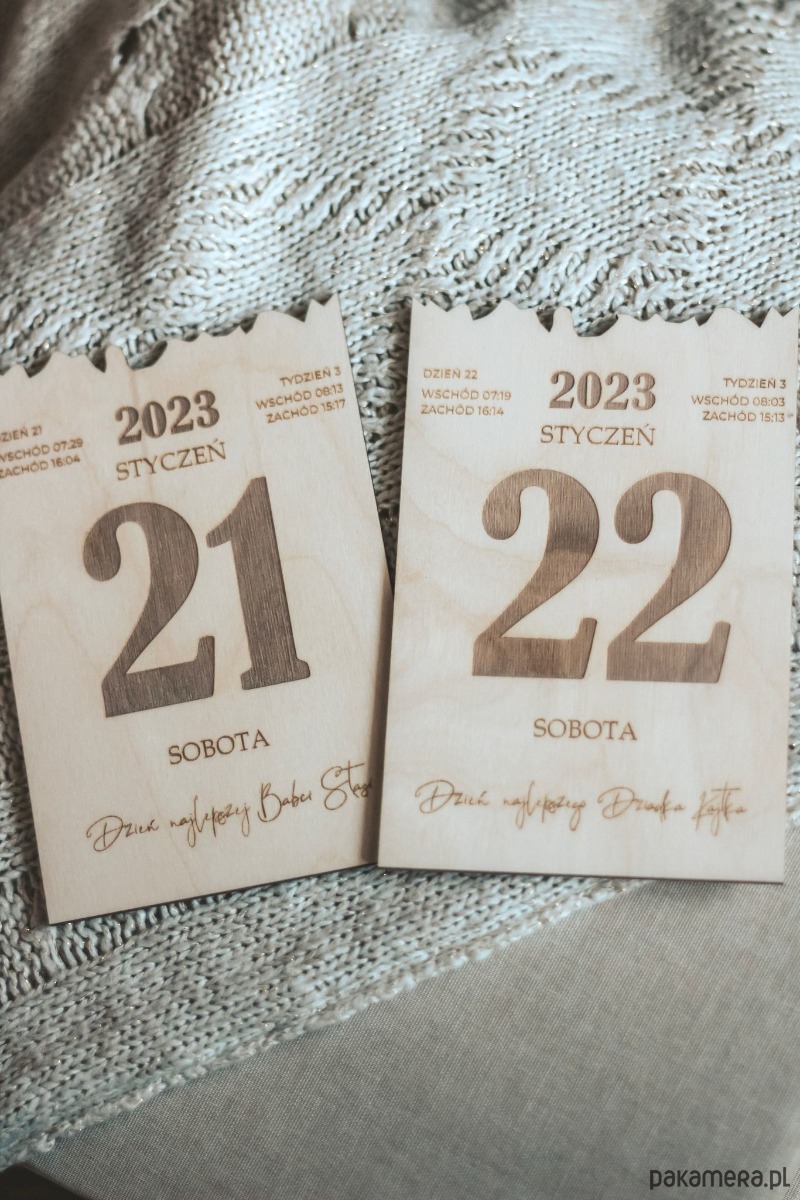 TYDZIEŃ 3
WSCHÓD 08:13
ZACHÓD 15:17
2023
STYCZEŃ
DZIEŃ 21
WSCHÓD 07:29
ZACHÓD 16:04
21
SOBOTA
Dzień najlepszej Babci
DZIEŃ 22
WSCHÓD 07:19
ZACHÓD 16:14
2023
STYCZEŃ
TYDZIEŃ 3
WSCHÓD 08:03
ZACHÓD 15:13
22
SOBOTA
Dzień najlepszego Dziadka
pakamera.pl